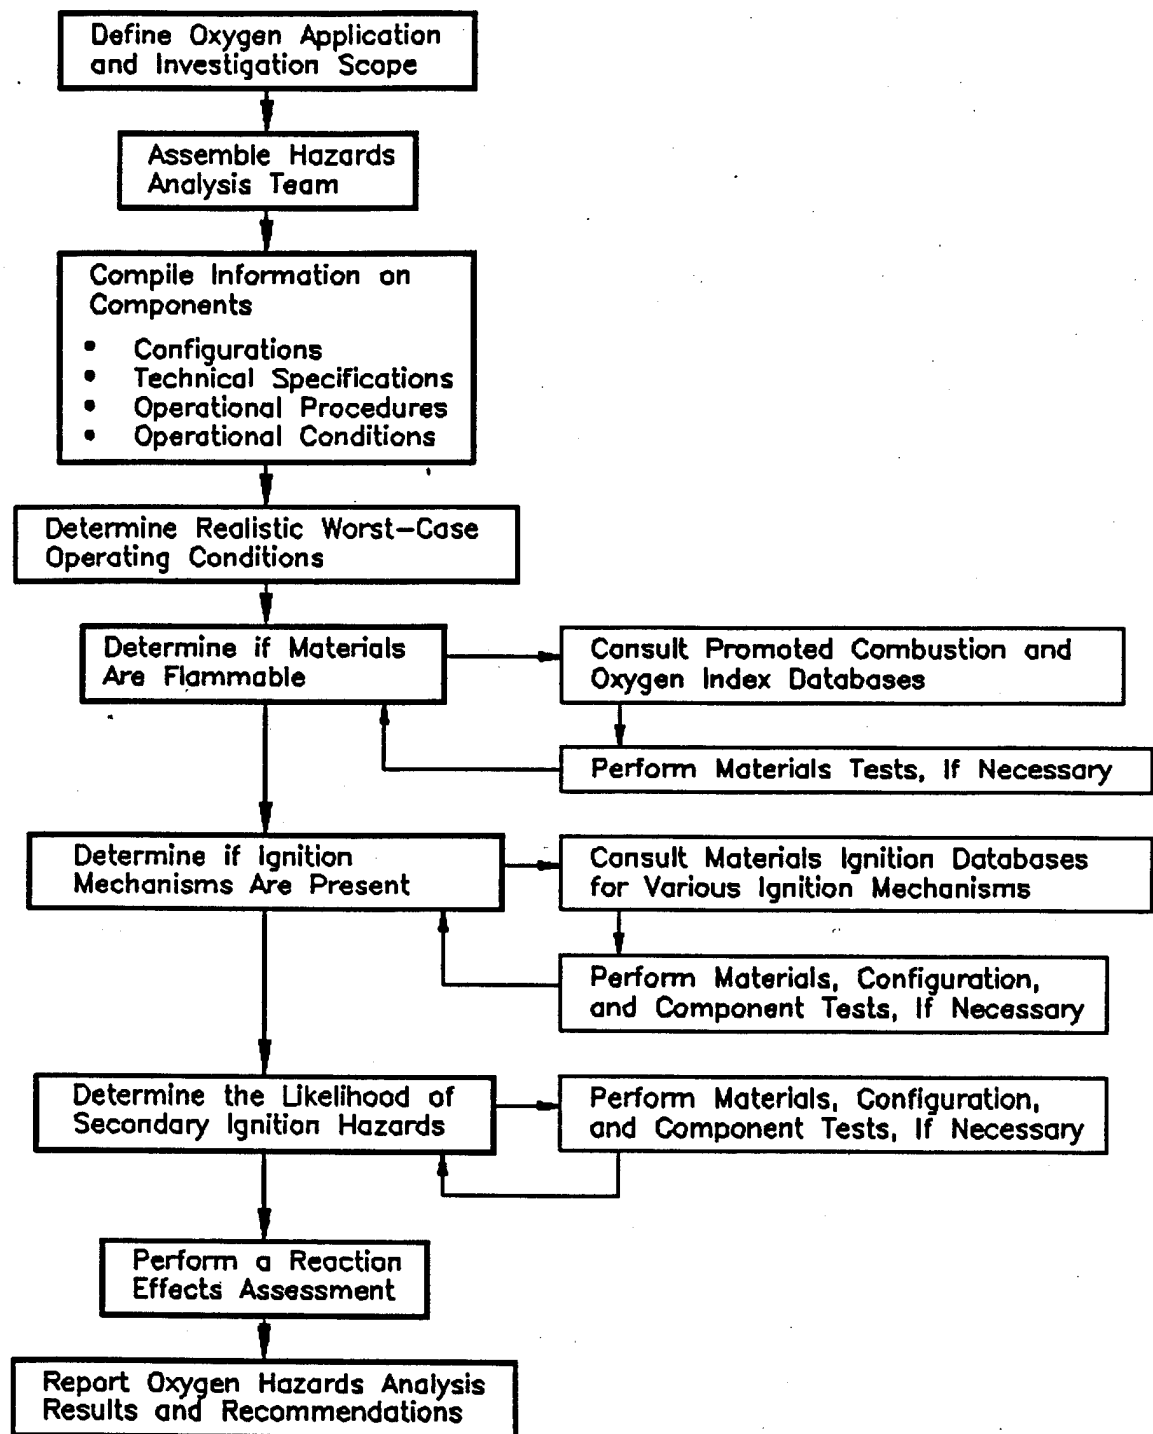 Define Oxygen Application
and Investigation Scope
Assemble Hazards
Analysis Team
Compile Information on
Components
• Configurations
• Technical Specifications
• Operational Procedures
• Operational Conditions
Determine Realistic Worst-Case
Operating Conditions
Determine if Materials
Are Flammable
Consult Promoted Combustion and
Oxygen Index Databases
Perform Materials Tests, If Necessary
Determine if Ignition
Mechanisms Are Present
Consult Materials Ignition Databases
for Various Ignition Mechanisms
Perform Materials, Configuration,
and Component Tests, If Necessary
Determine the Likelihood of
Secondary Ignition Hazards
Perform Materials, Configuration,
and Component Tests, If Necessary
Perform a Reaction
Effects Assessment
Report Oxygen Hazards Analysis
Results and Recommendations